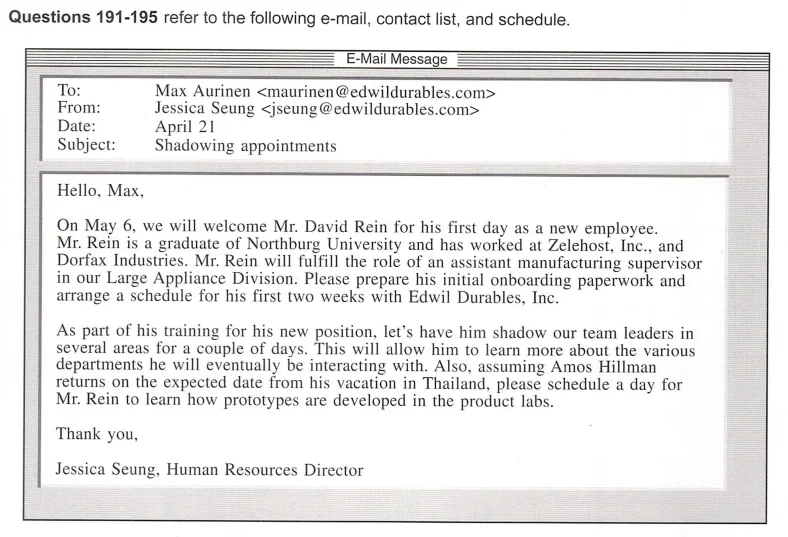 Questions 191-195 refer to the following e-mail, contact list, and schedule.
E-Mail Message
To: Max Aurinen <maurinen@edwildurables.com>
From: Jessica Seung <jseung@edwildurables.com>
Date: April 21
Subject: Shadowing appointments
Hello, Max,
On May 6, we will welcome Mr. David Rein for his first day as a new employee.
Mr. Rein is a graduate of Northburg University and has worked at Zelehost, Inc., and
Dorfax Industries. Mr. Rein will fulfill the role of an assistant manufacturing supervisor
in our Large Appliance Division. Please prepare his initial onboarding paperwork and
arrange a schedule for his first two weeks with Edwil Durables, Inc.
As part of his training for his new position, let's have him shadow our team leaders in
several areas for a couple of days. This will allow him to learn more about the various
departments he will eventually be interacting with. Also, assuming Amos Hillman
returns on the expected date from his vacation in Thailand, please schedule a day for
Mr. Rein to learn how prototypes are developed in the product labs.
Thank you,
Jessica Seung, Human Resources Director